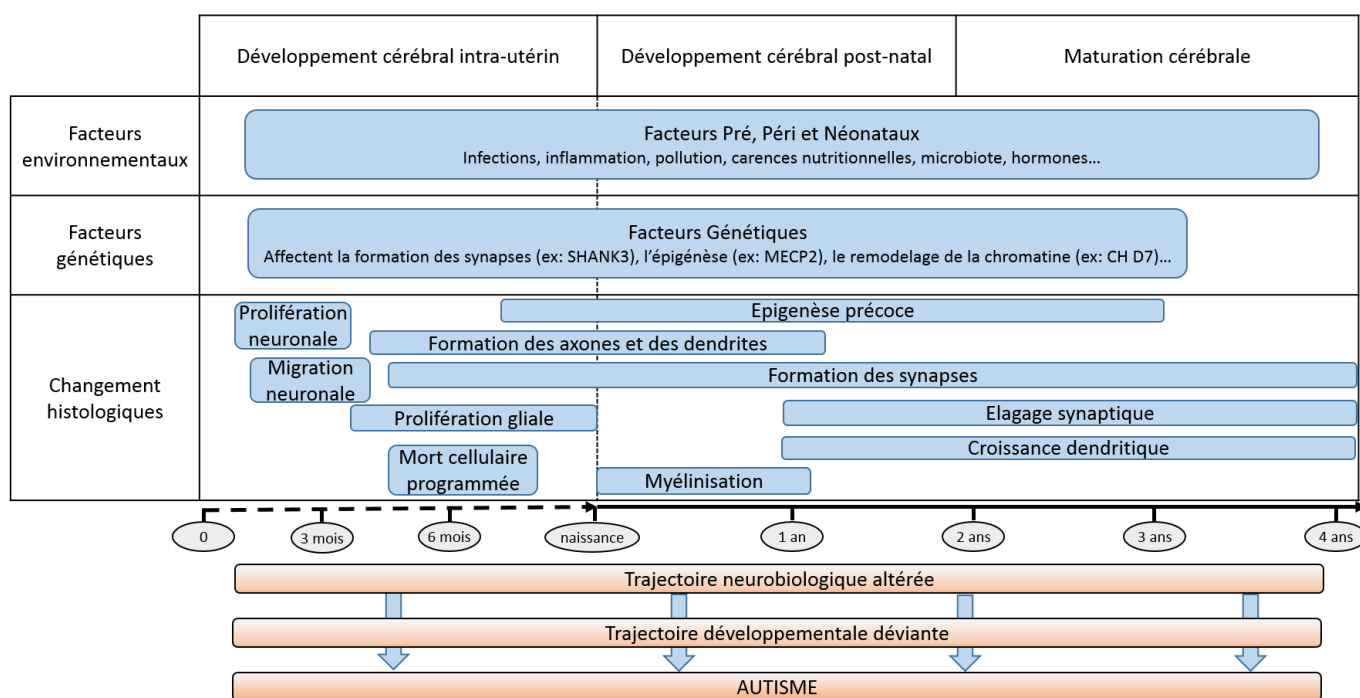 Développement cérébral intra-utérin
Développement cérébral post-natal
Maturation cérébrale
Facteurs
environnementaux
Facteurs Pré, Péri et Néonataux
Infections, inflammation, pollution, carences nutritionnelles, microbiote, hormones...
Facteurs
génétiques
Facteurs Génétiques
Affectent la formation des synapses (ex: SHANK3), l'épigénèse (ex: MECP2), le remodelage de la chromatine (ex: CH D7)...
Changement
histologiques
Prolifération
neuronale
Epigenèse précoce
Formation des axones et des dendrites
Migration
neuronale
Formation des synapses
Prolifération gliale
Elagage synaptique
Mort cellulaire
programmée
Croissance dendritique
Myélinisation
0
3 mois
6 mois
naissance
1 an
2 ans
3 ans
4 ans
Trajectoire neurobiologique altérée
Trajectoire développementale déviante
AUTISME